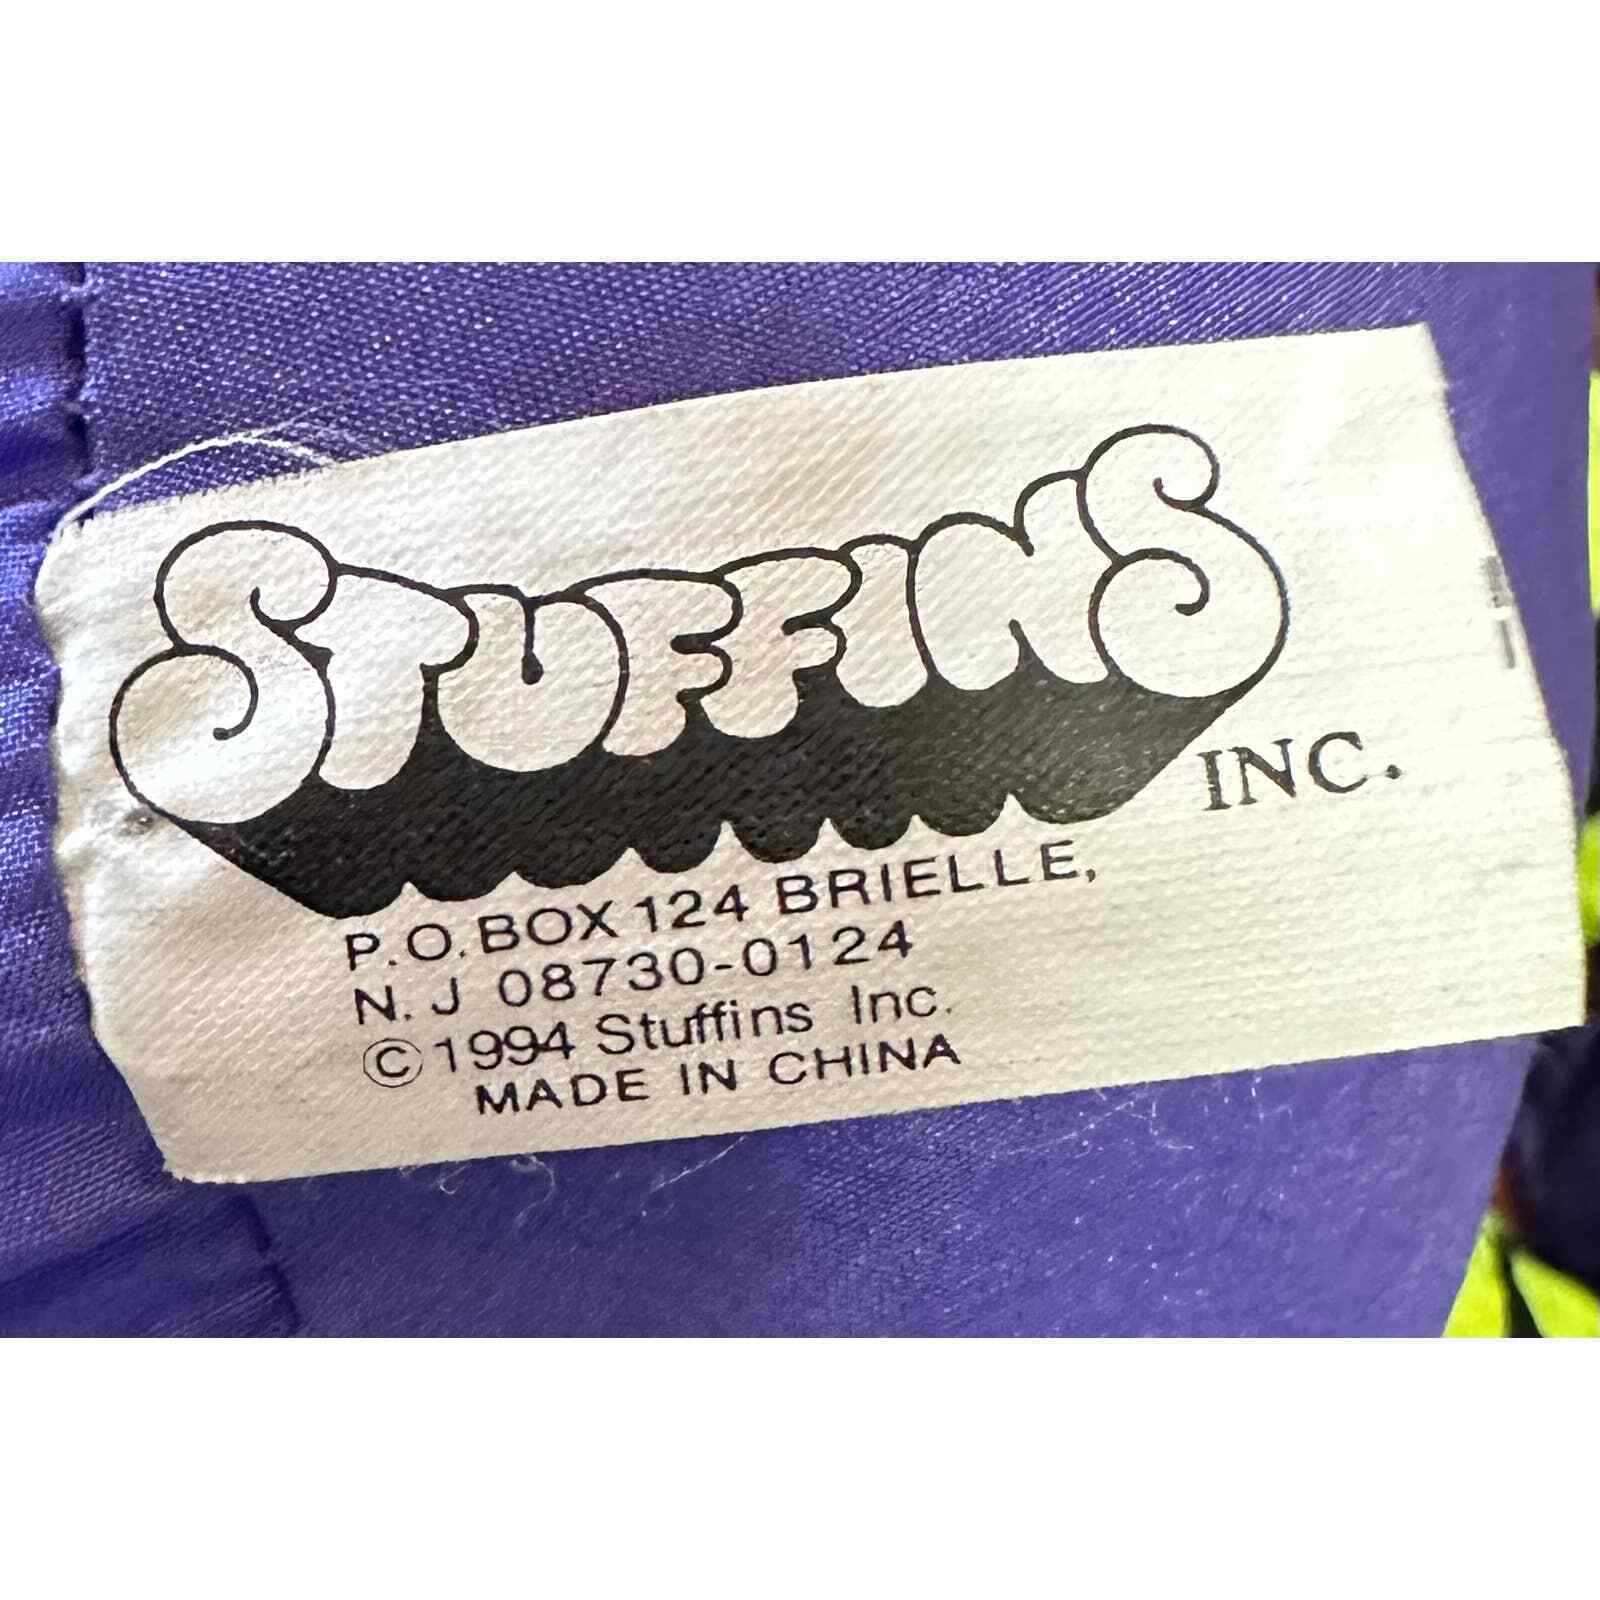 STUFFINS
INC.
P.O. BOX 124 BRIELLE,
N. J 08730-0124
©1994 Stuffins Inc.
MADE IN CHINA